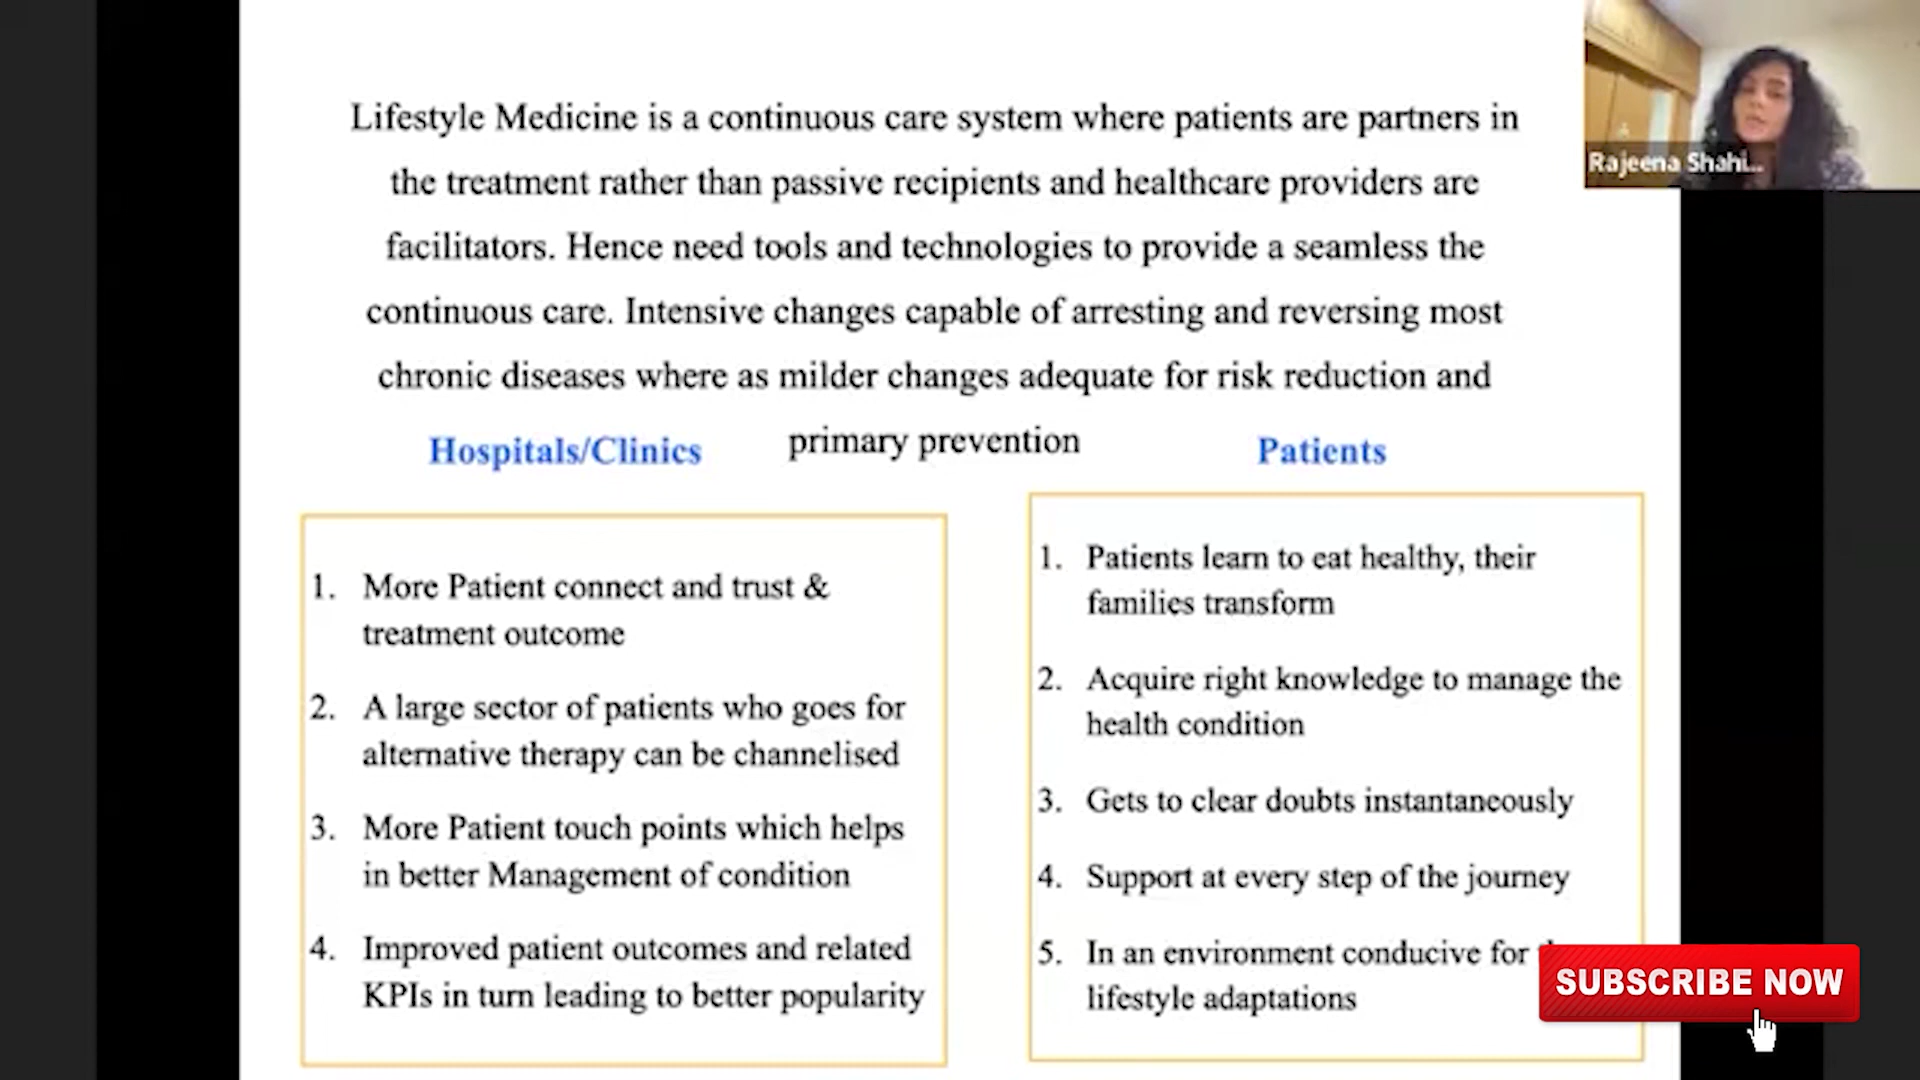 Lifestyle Medicine is a continuous care system where patients are partners in
the treatment rather than passive recipients and healthcare providers are
facilitators. Hence need tools and technologies to provide a seamless the
continuous care. Intensive changes capable of arresting and reversing most
chronic diseases where as milder changes adequate for risk reduction and
primary prevention
Hospitals/Clinics
1. More Patient connect and trust &
treatment outcome
2. A large sector of patients who goes for
alternative therapy can be channelised
3. More Patient touch points which helps
in better Management of condition
4. Improved patient outcomes and related
KPIs in turn leading to better popularity
Patients
1. Patients learn to eat healthy, their
families transform
2. Acquire right knowledge to manage the
health condition
3. Gets to clear doubts instantaneously
4. Support at every step of the journey
5. In an environment conducive for
lifestyle adaptations
Rajeena Shahi...
SUBSCRIBE NOW